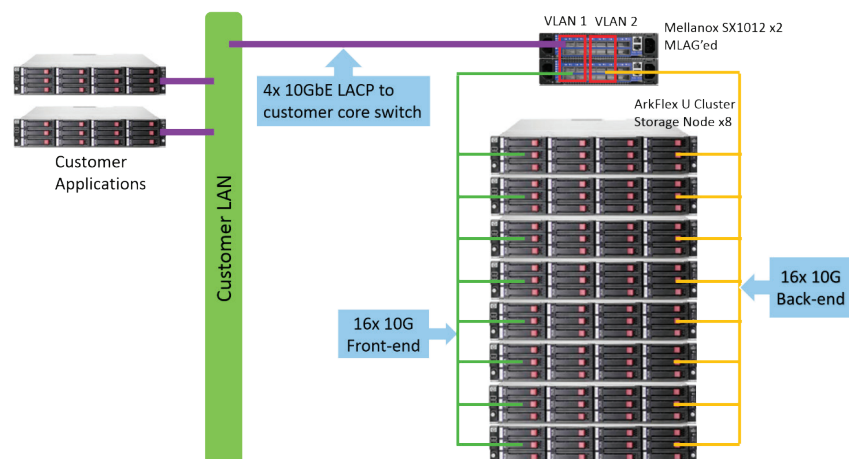 VLAN 1
VLAN 2
Mellanox SX1012 x2
MLAG'ed
4x 10GbE LACP to
customer core switch
ArkFlex U Cluster
Storage Node x8
Customer
Applications
Customer LAN
16x 10G
Front-end
16x 10G
Back-end